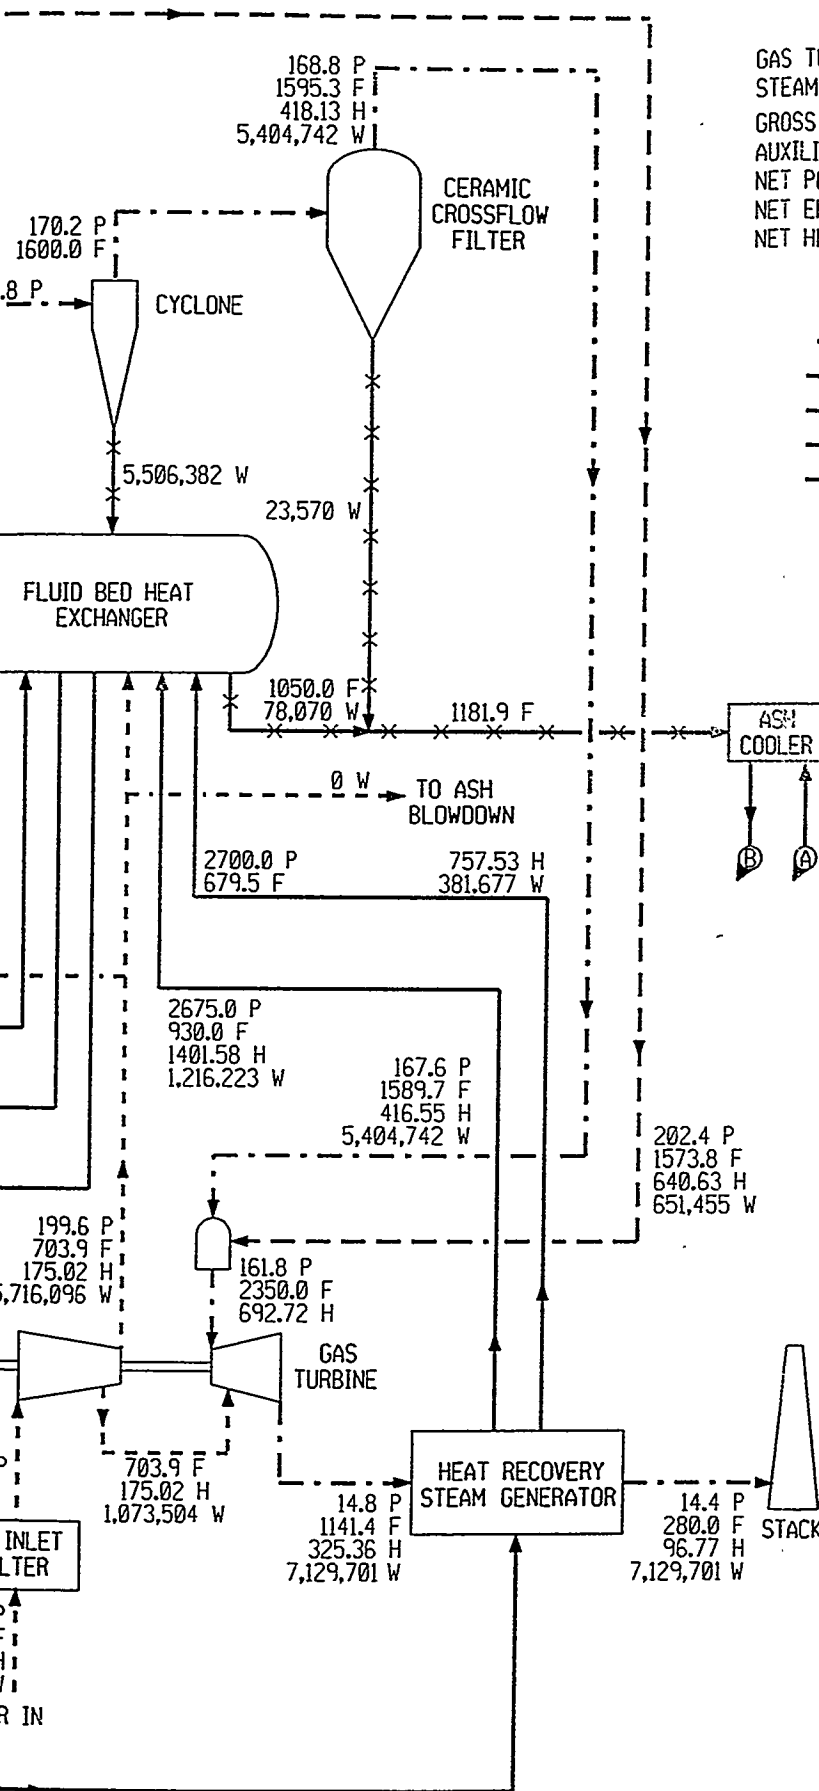 168.8 P
1595.3 F
418.13 H
5,404,742 W
GAS
STEAM
GROSS
AUXILI
NET
NET
NET
CERAMIC
CROSSFLOW
FILTER
170.2 P
1600.0 F
.8 P
CYCLONE
5,506,382 W
23,570 W
FLUID BED HEAT
EXCHANGER
1050.0 F
78,070 W
1181.9 F
ASH
COOLER
0 W
TO ASH
BLOWDOWN
B
A
2700.0 P
679.5 F
757.53 H
381.677 W
2675.0 P
930.0 F
1401.58 H
1,216.223 W
167.6 P
1589.7 F
416.55 H
5,404,742 W
202.4 P
1573.8 F
640.63 H
651,455 W
199.6 P
703.9 F
175.02 H
,716,096 W
161.8 P
2350.0 F
692.72 H
GAS
TURBINE
703.9 F
175.02 H
1,073,504 W
HEAT RECOVERY
STEAM GENERATOR
14.8 P
1141.4 F
325.36 H
7,129,701 W
14.4 P
280.0 F
96.77 H
7,129,701 W
STACK
INLET
LTER
P
F
H
W
R IN